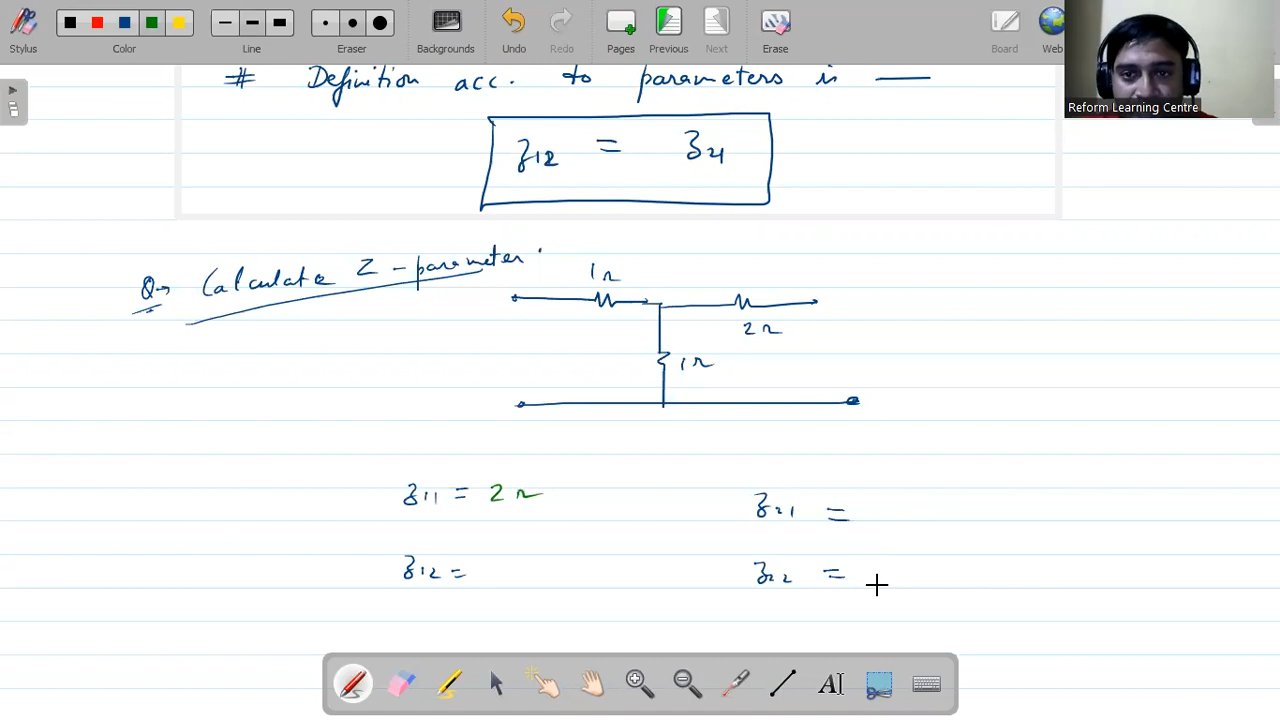 Stylus Color Line Eraser Backgrounds Undo Redo Pages Previous Next Erase Board Web
Reform Learning Centre
# Definition acc. to parameters is —
z12 = z21
Q→ Calculate Z-parameter.
1Ω
2Ω
1Ω
z11 = 2Ω
z21 =
z12 =
z22 =
AI